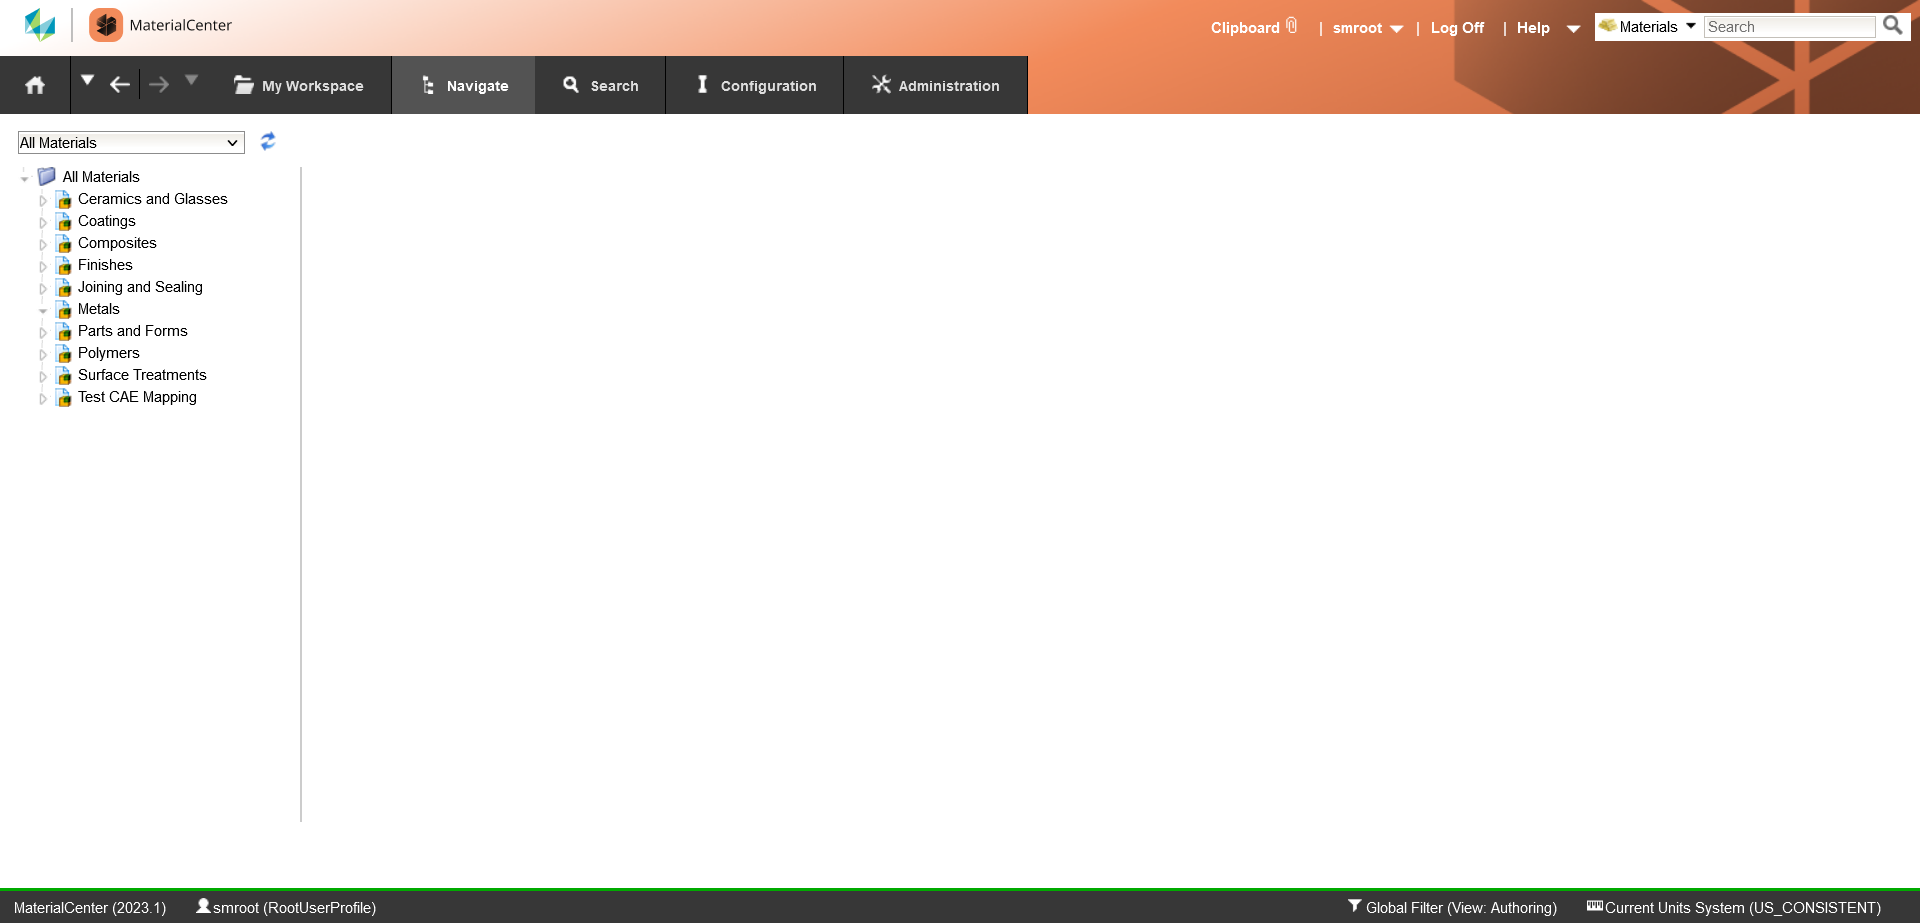 MaterialCenter
Clipboard | smroot | Log Off | Help
Materials
Search
My Workspace
Navigate
Search
Configuration
Administration
All Materials
All Materials
Ceramics and Glasses
Coatings
Composites
Finishes
Joining and Sealing
Metals
Parts and Forms
Polymers
Surface Treatments
Test CAE Mapping
MaterialCenter (2023.1)
smroot (RootUserProfile)
Global Filter (View: Authoring)
Current Units System (US_CONSISTENT)